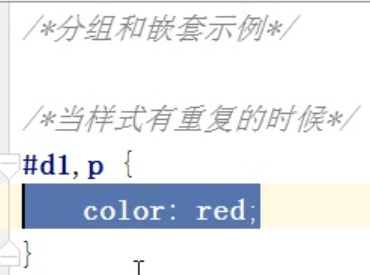 /*分组和嵌套示例*/
/*当样式有重复的时候*/
#d1,p {
color: red;
}